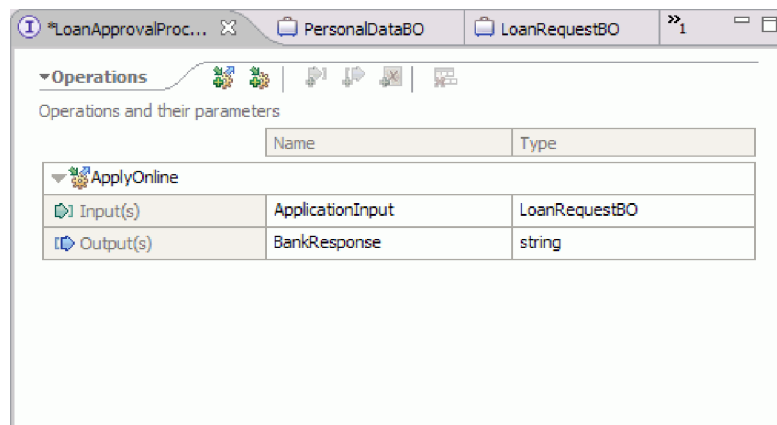 *LoanApprovalProc... PersonalDataBO LoanRequestBO »1
Operations
Operations and their parameters
Name Type
ApplyOnline
Input(s) ApplicationInput LoanRequestBO
Output(s) BankResponse string